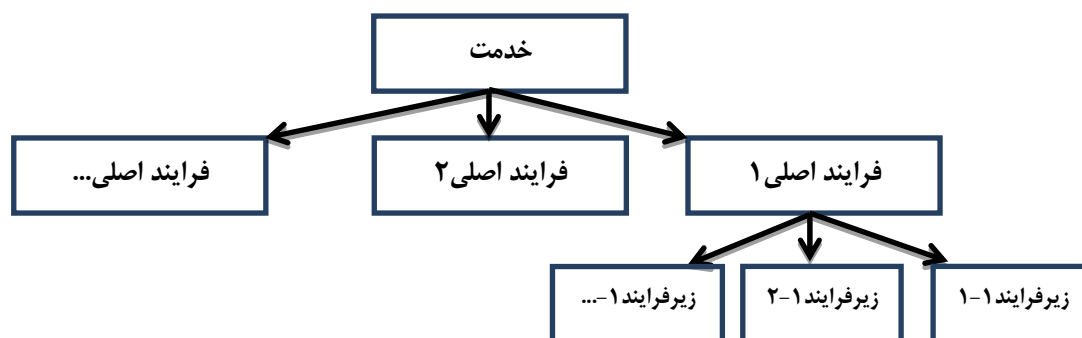 خدمت
فرایند اصلی۱
فرایند اصلی۲
فرایند اصلی...
زیرفرایند۱-۱
زیرفرایند۱-۲
زیرفرایند۱-...